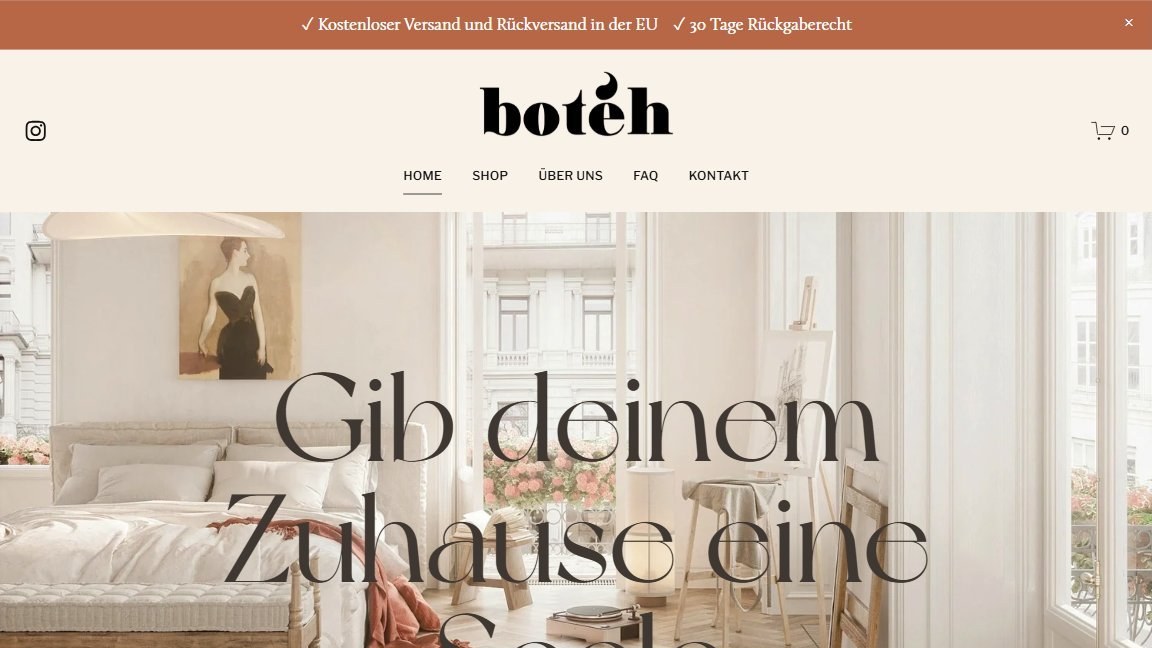 ✓ Kostenloser Versand und Rückversand in der EU ✓ 30 Tage Rückgaberecht
botéh
0
HOME SHOP ÜBER UNS FAQ KONTAKT
Gib deinem
Zuhause eine